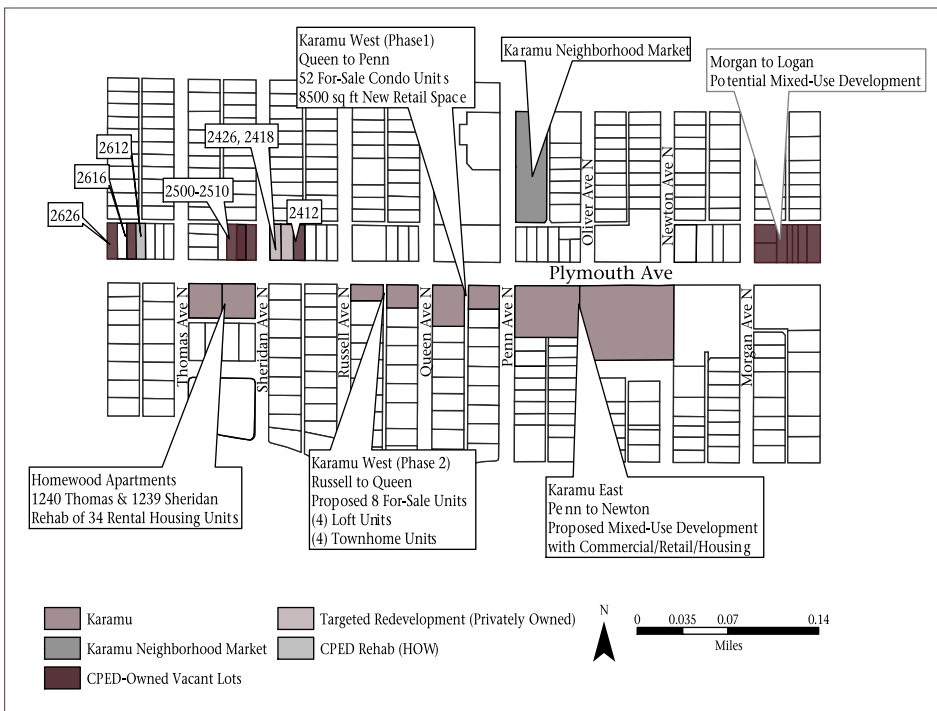 Karamu West (Phase1)
Queen to Penn
52 For-Sale Condo Units
8500 sq ft New Retail Space
Karamu Neighborhood Market
Morgan to Logan
Potential Mixed-Use Development
2426, 2418
2612
2616
2500-2510
2412
2626
Oliver Ave N
Newton Ave N
Plymouth Ave
Thomas Ave N
Sheridan Ave N
Russell Ave N
Queen Ave N
Penn Ave N
Morgan Ave N
Homewood Apartments
1240 Thomas & 1239 Sheridan
Rehab of 34 Rental Housing Units
Karamu West (Phase 2)
Russell to Queen
Proposed 8 For-Sale Units
(4) Loft Units
(4) Townhome Units
Karamu East
Penn to Newton
Proposed Mixed-Use Development
with Commercial/Retail/Housing
Karamu
Karamu Neighborhood Market
CPED-Owned Vacant Lots
Targeted Redevelopment (Privately Owned)
CPED Rehab (HOW)
N
0 0.035 0.07 0.14
Miles